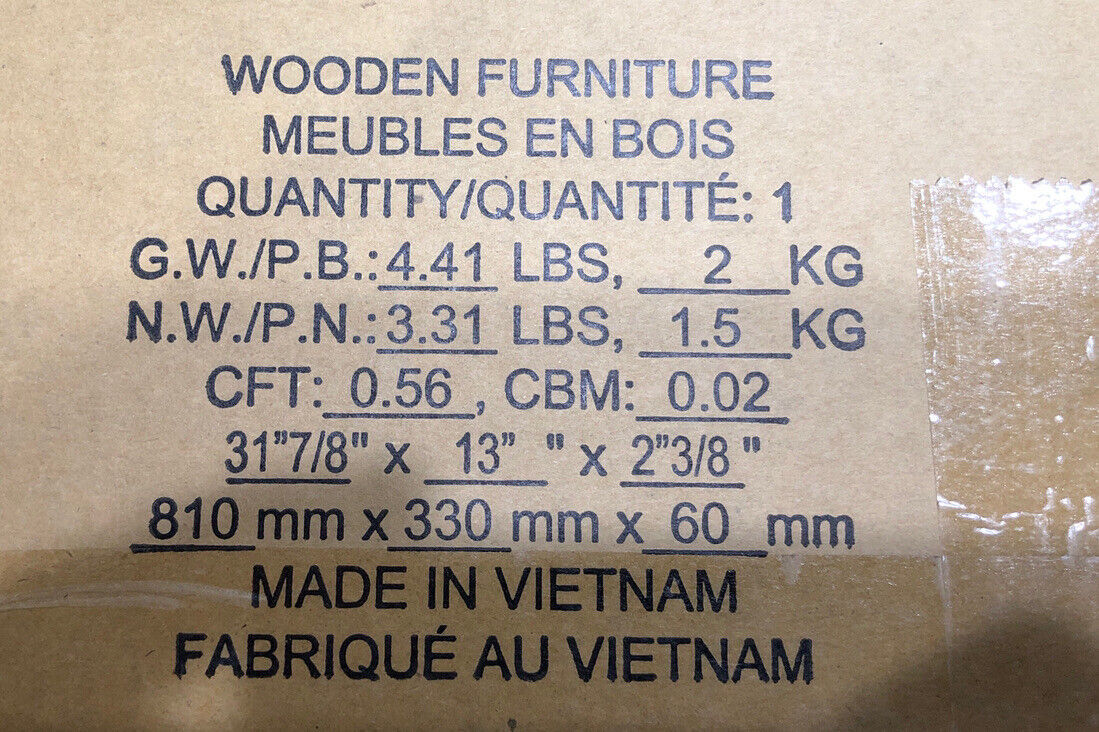 WOODEN FURNITURE
MEUBLES EN BOIS
QUANTITY/QUANTITÉ: 1
G.W./P.B.: 4.41 LBS, 2 KG
N.W./P.N.: 3.31 LBS, 1.5 KG
CFT: 0.56, CBM: 0.02
31”7/8" x 13” " x 2”3/8"
810 mm x 330 mm x 60 mm
MADE IN VIETNAM
FABRIQUÉ AU VIETNAM